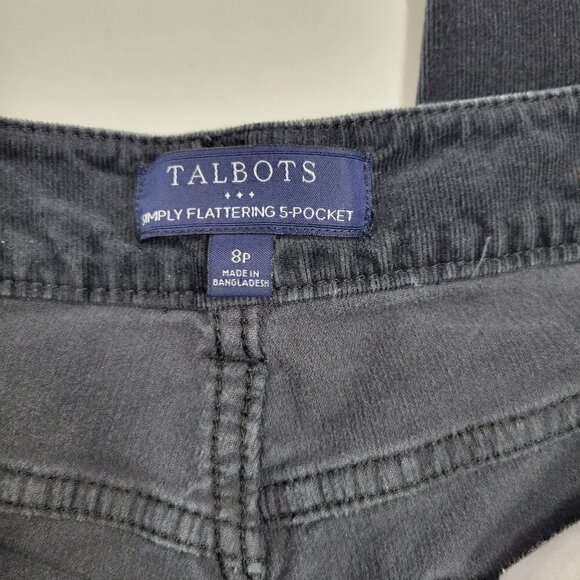 TALBOTS
SIMPLY FLATTERING 5-POCKET
8P
MADE IN
BANGLADESH